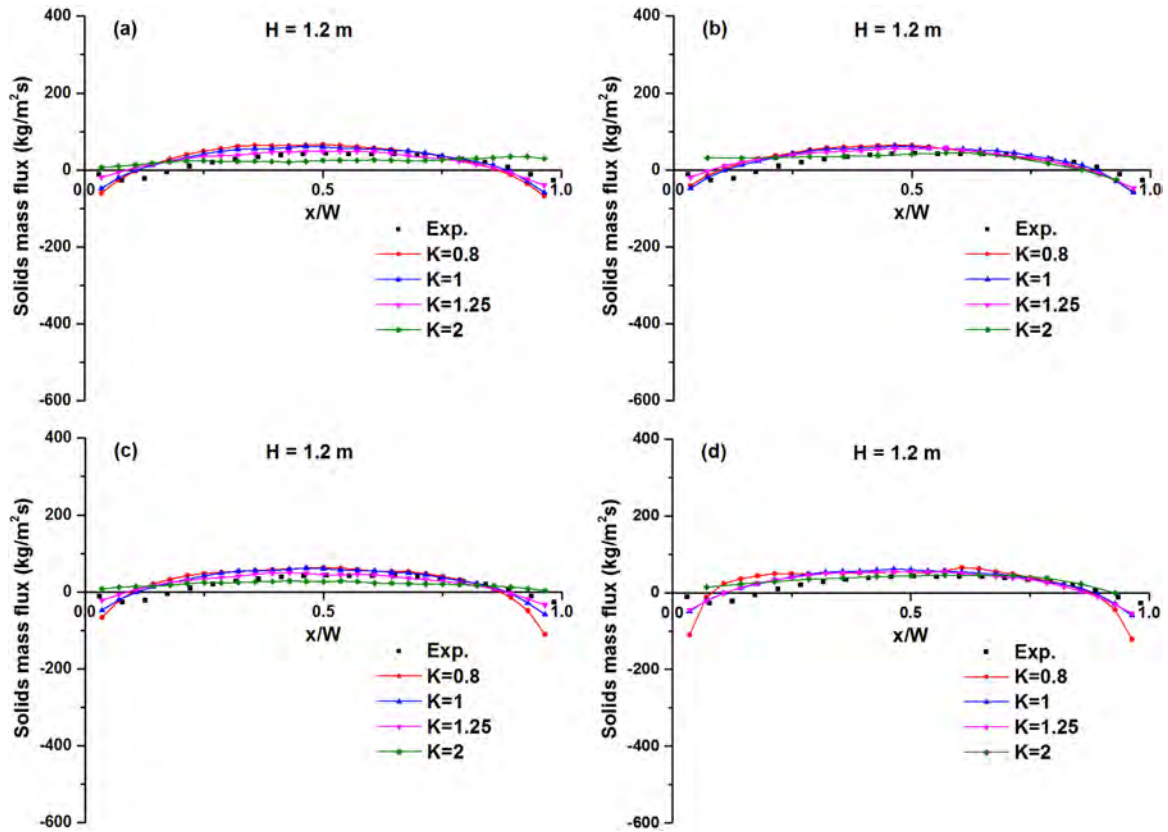 (a) H = 1.2 m
Solids mass flux (kg/m²s)
400
200
0
-200
-400
-600
0.0 0.5 1.0
x/W
Exp.
K=0.8
K=1
K=1.25
K=2
(b) H = 1.2 m
Solids mass flux (kg/m²s)
400
200
0
-200
-400
-600
0.0 0.5 1.0
x/W
Exp.
K=0.8
K=1
K=1.25
K=2
(c) H = 1.2 m
Solids mass flux (kg/m²s)
400
200
0
-200
-400
-600
0.0 0.5 1.0
x/W
Exp.
K=0.8
K=1
K=1.25
K=2
(d) H = 1.2 m
Solids mass flux (kg/m²s)
400
200
0
-200
-400
-600
0.0 0.5 1.0
x/W
Exp.
K=0.8
K=1
K=1.25
K=2